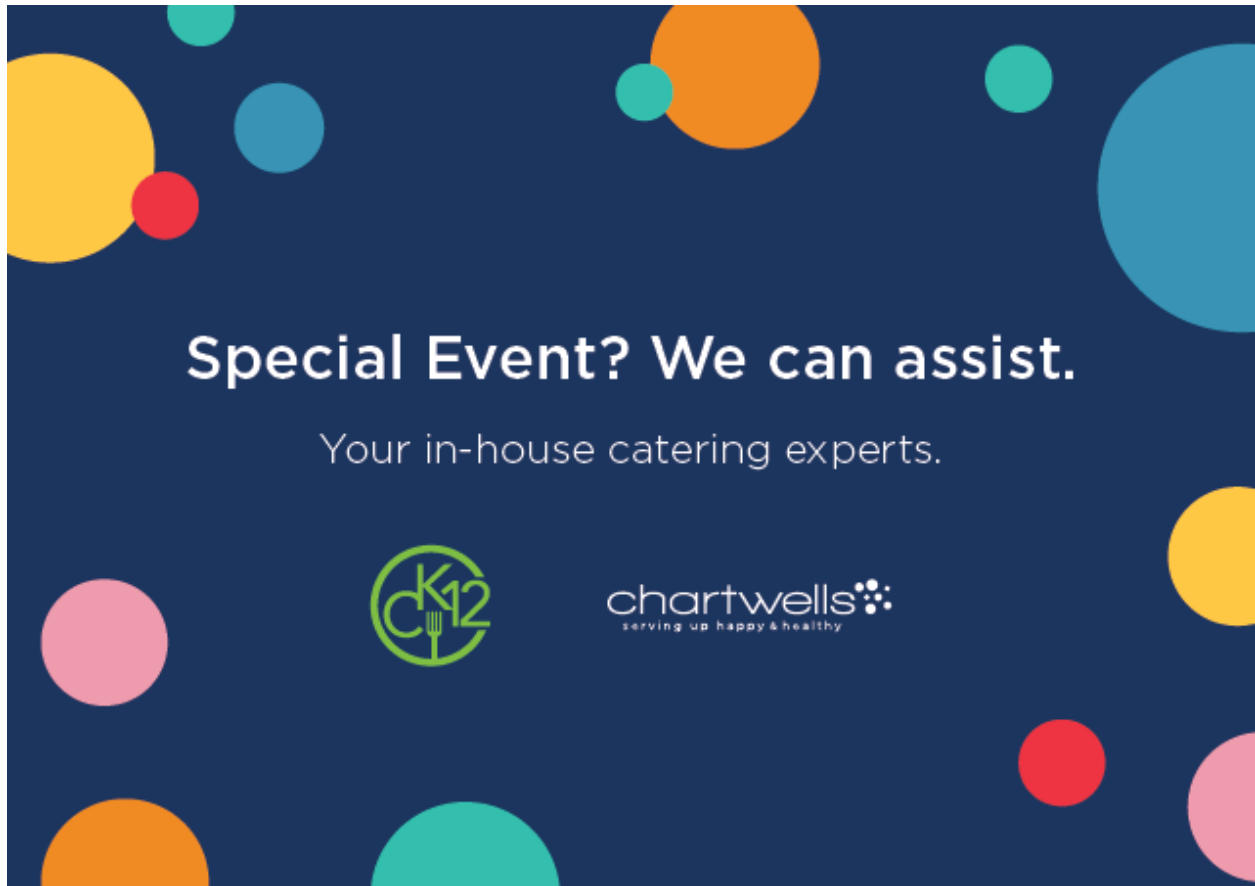 Special Event? We can assist.
Your in-house catering experts.
CK12
chartwells
serving up happy & healthy